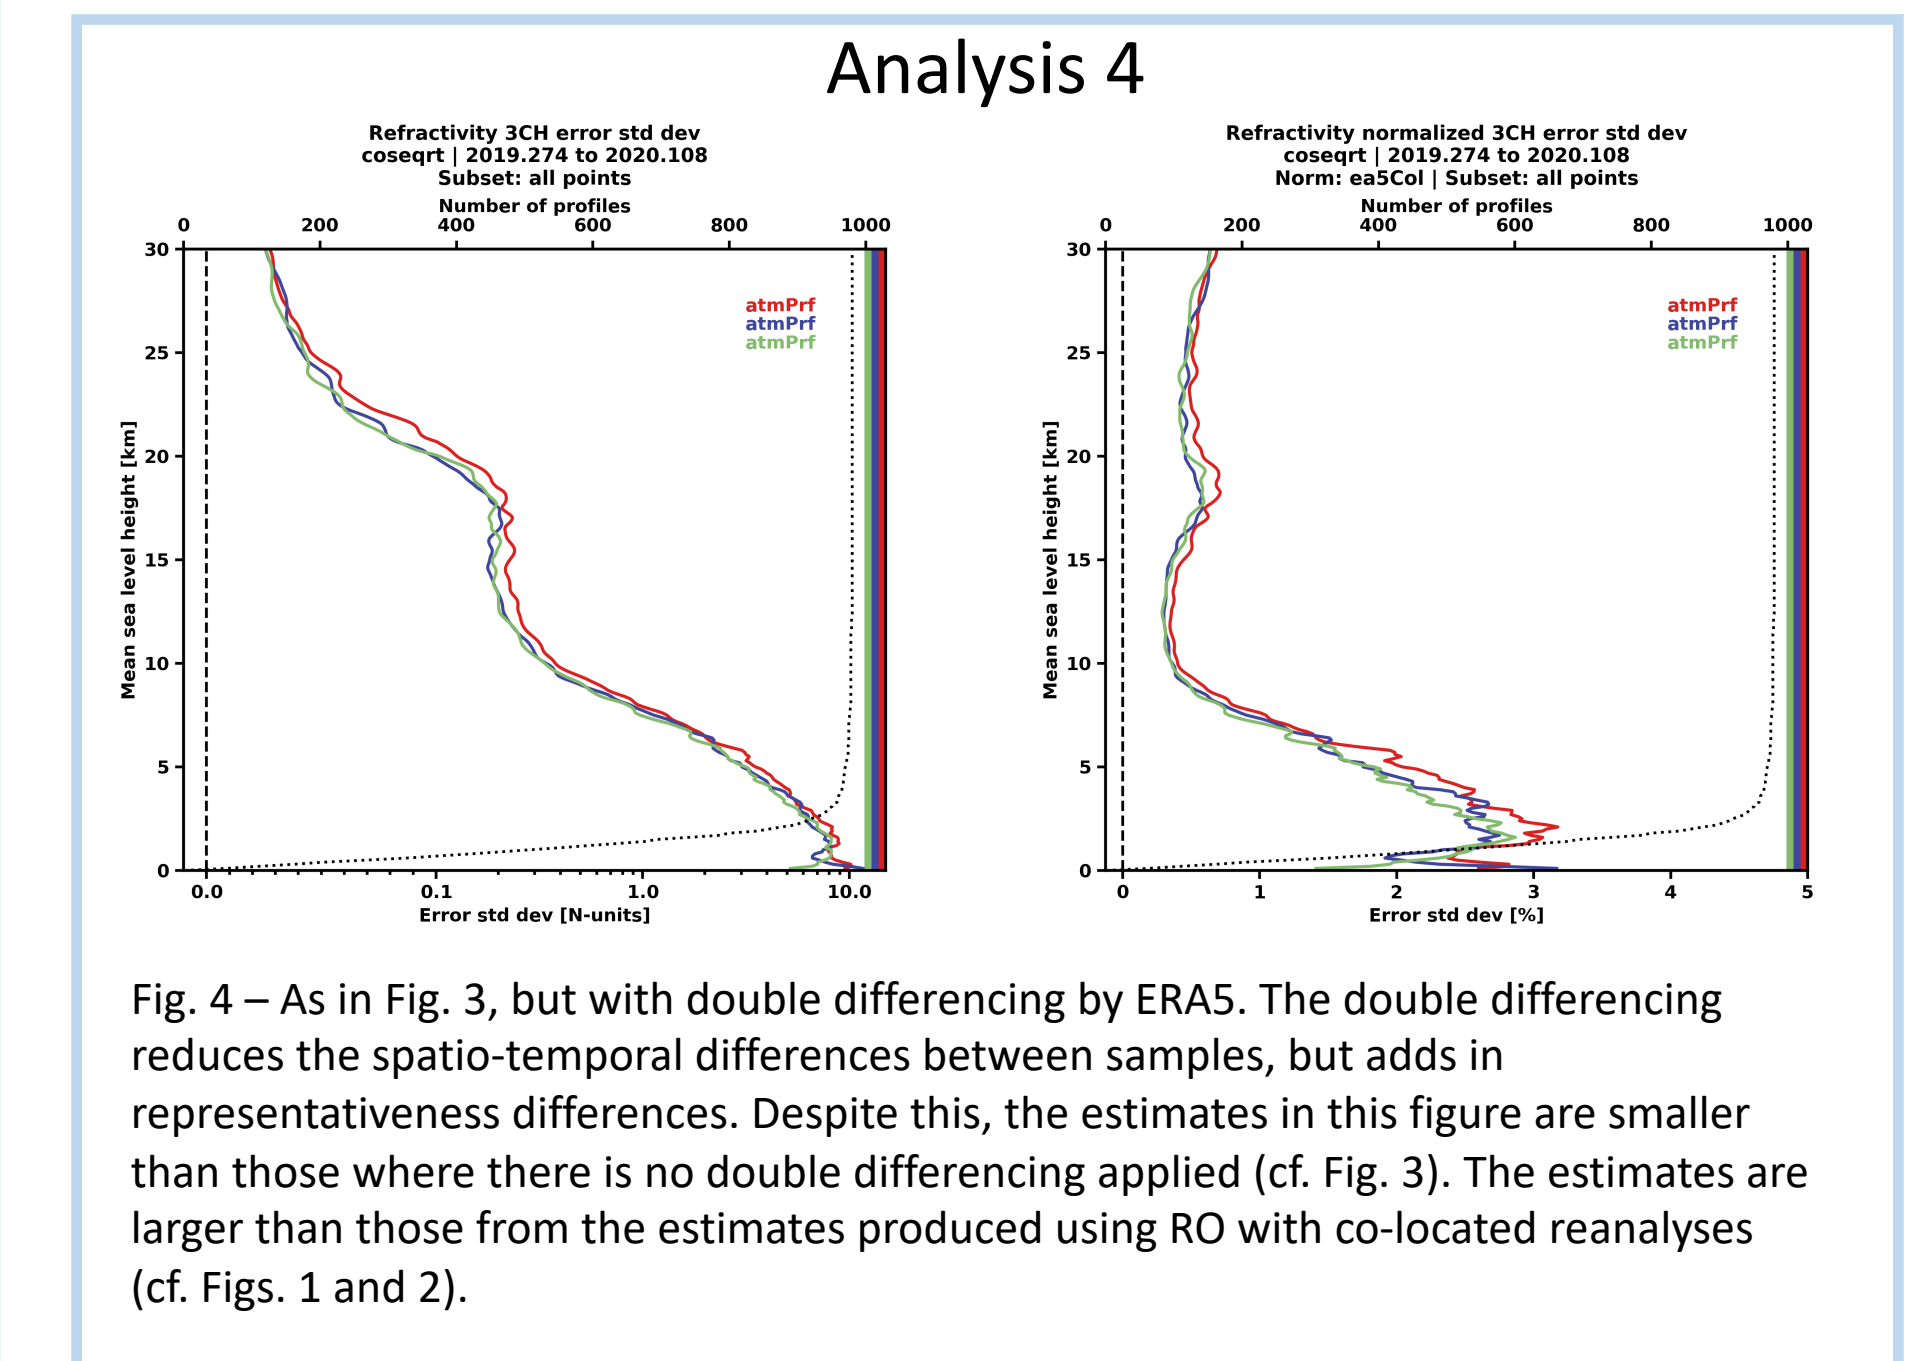 Analysis 4
Refractivity 3CH error std dev
coseqrt | 2019.274 to 2020.108
Subset: all points
Number of profiles
0 200 400 600 800 1000
30
25
20
15
10
5
0
Mean sea level height [km]
atmPrf
atmPrf
atmPrf
0.0 0.1 1.0 10.0
Error std dev [N-units]
Refractivity normalized 3CH error std dev
coseqrt | 2019.274 to 2020.108
Norm: ea5Col | Subset: all points
Number of profiles
0 200 400 600 800 1000
30
25
20
15
10
5
0
Mean sea level height [km]
atmPrf
atmPrf
atmPrf
0 1 2 3 4 5
Error std dev [%]
Fig. 4 – As in Fig. 3, but with double differencing by ERA5. The double differencing
reduces the spatio-temporal differences between samples, but adds in
representativeness differences. Despite this, the estimates in this figure are smaller
than those where there is no double differencing applied (cf. Fig. 3). The estimates are
larger than those from the estimates produced using RO with co-located reanalyses
(cf. Figs. 1 and 2).